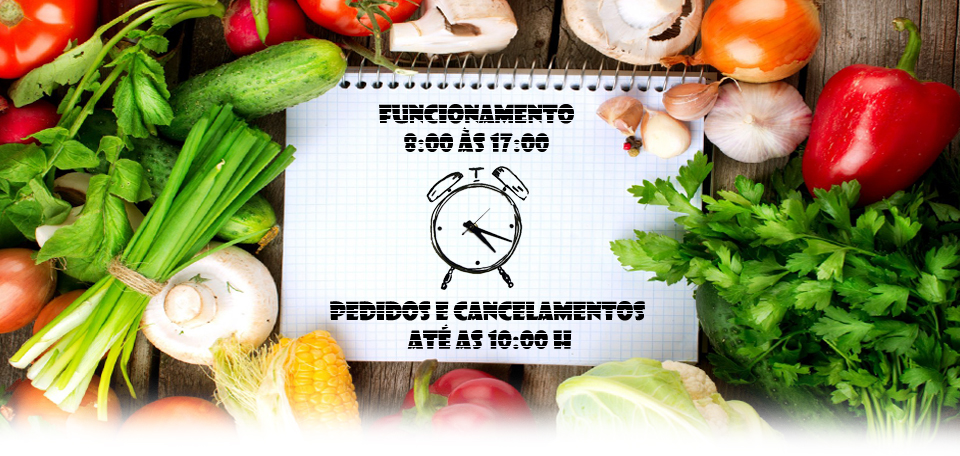 FUNCIONAMENTO
8:00 ÀS 17:00
PEDIDOS E CANCELAMENTOS
ATÉ AS 10:00 H